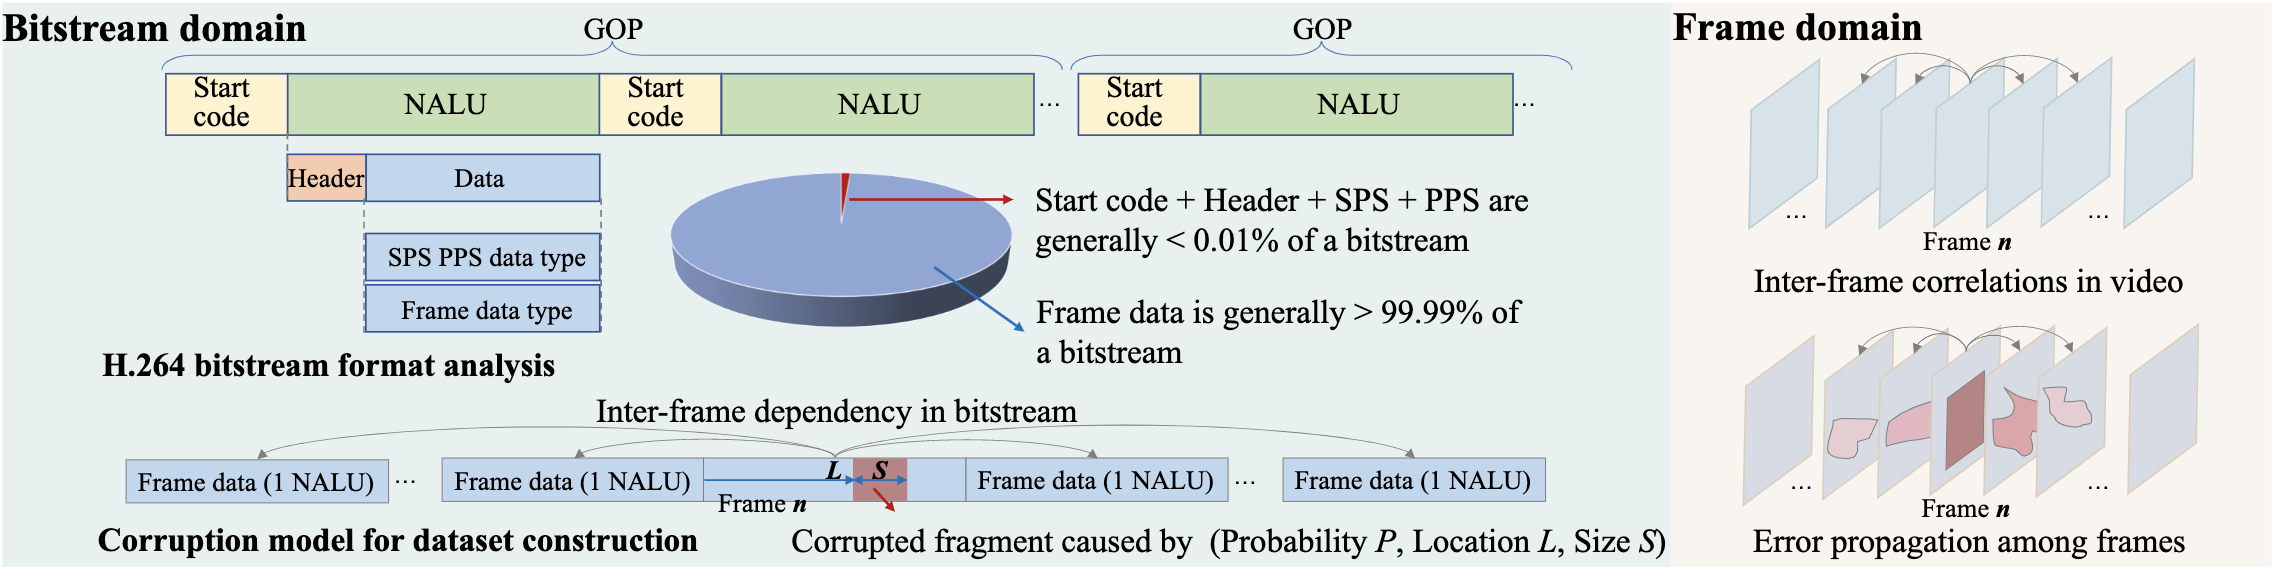 Bitstream domain
GOP
GOP
Start code
NALU
Start code
NALU
...
Start code
NALU
...
Header
Data
SPS PPS data type
Frame data type
Start code + Header + SPS + PPS are
generally < 0.01% of a bitstream
Frame data is generally > 99.99% of
a bitstream
H.264 bitstream format analysis
Inter-frame dependency in bitstream
Frame data (1 NALU)
...
Frame data (1 NALU)
L
S
Frame n
Frame data (1 NALU)
...
Frame data (1 NALU)
Corruption model for dataset construction
Corrupted fragment caused by (Probability P, Location L, Size S)
Frame domain
...
...
Frame n
Inter-frame correlations in video
...
...
Frame n
Error propagation among frames